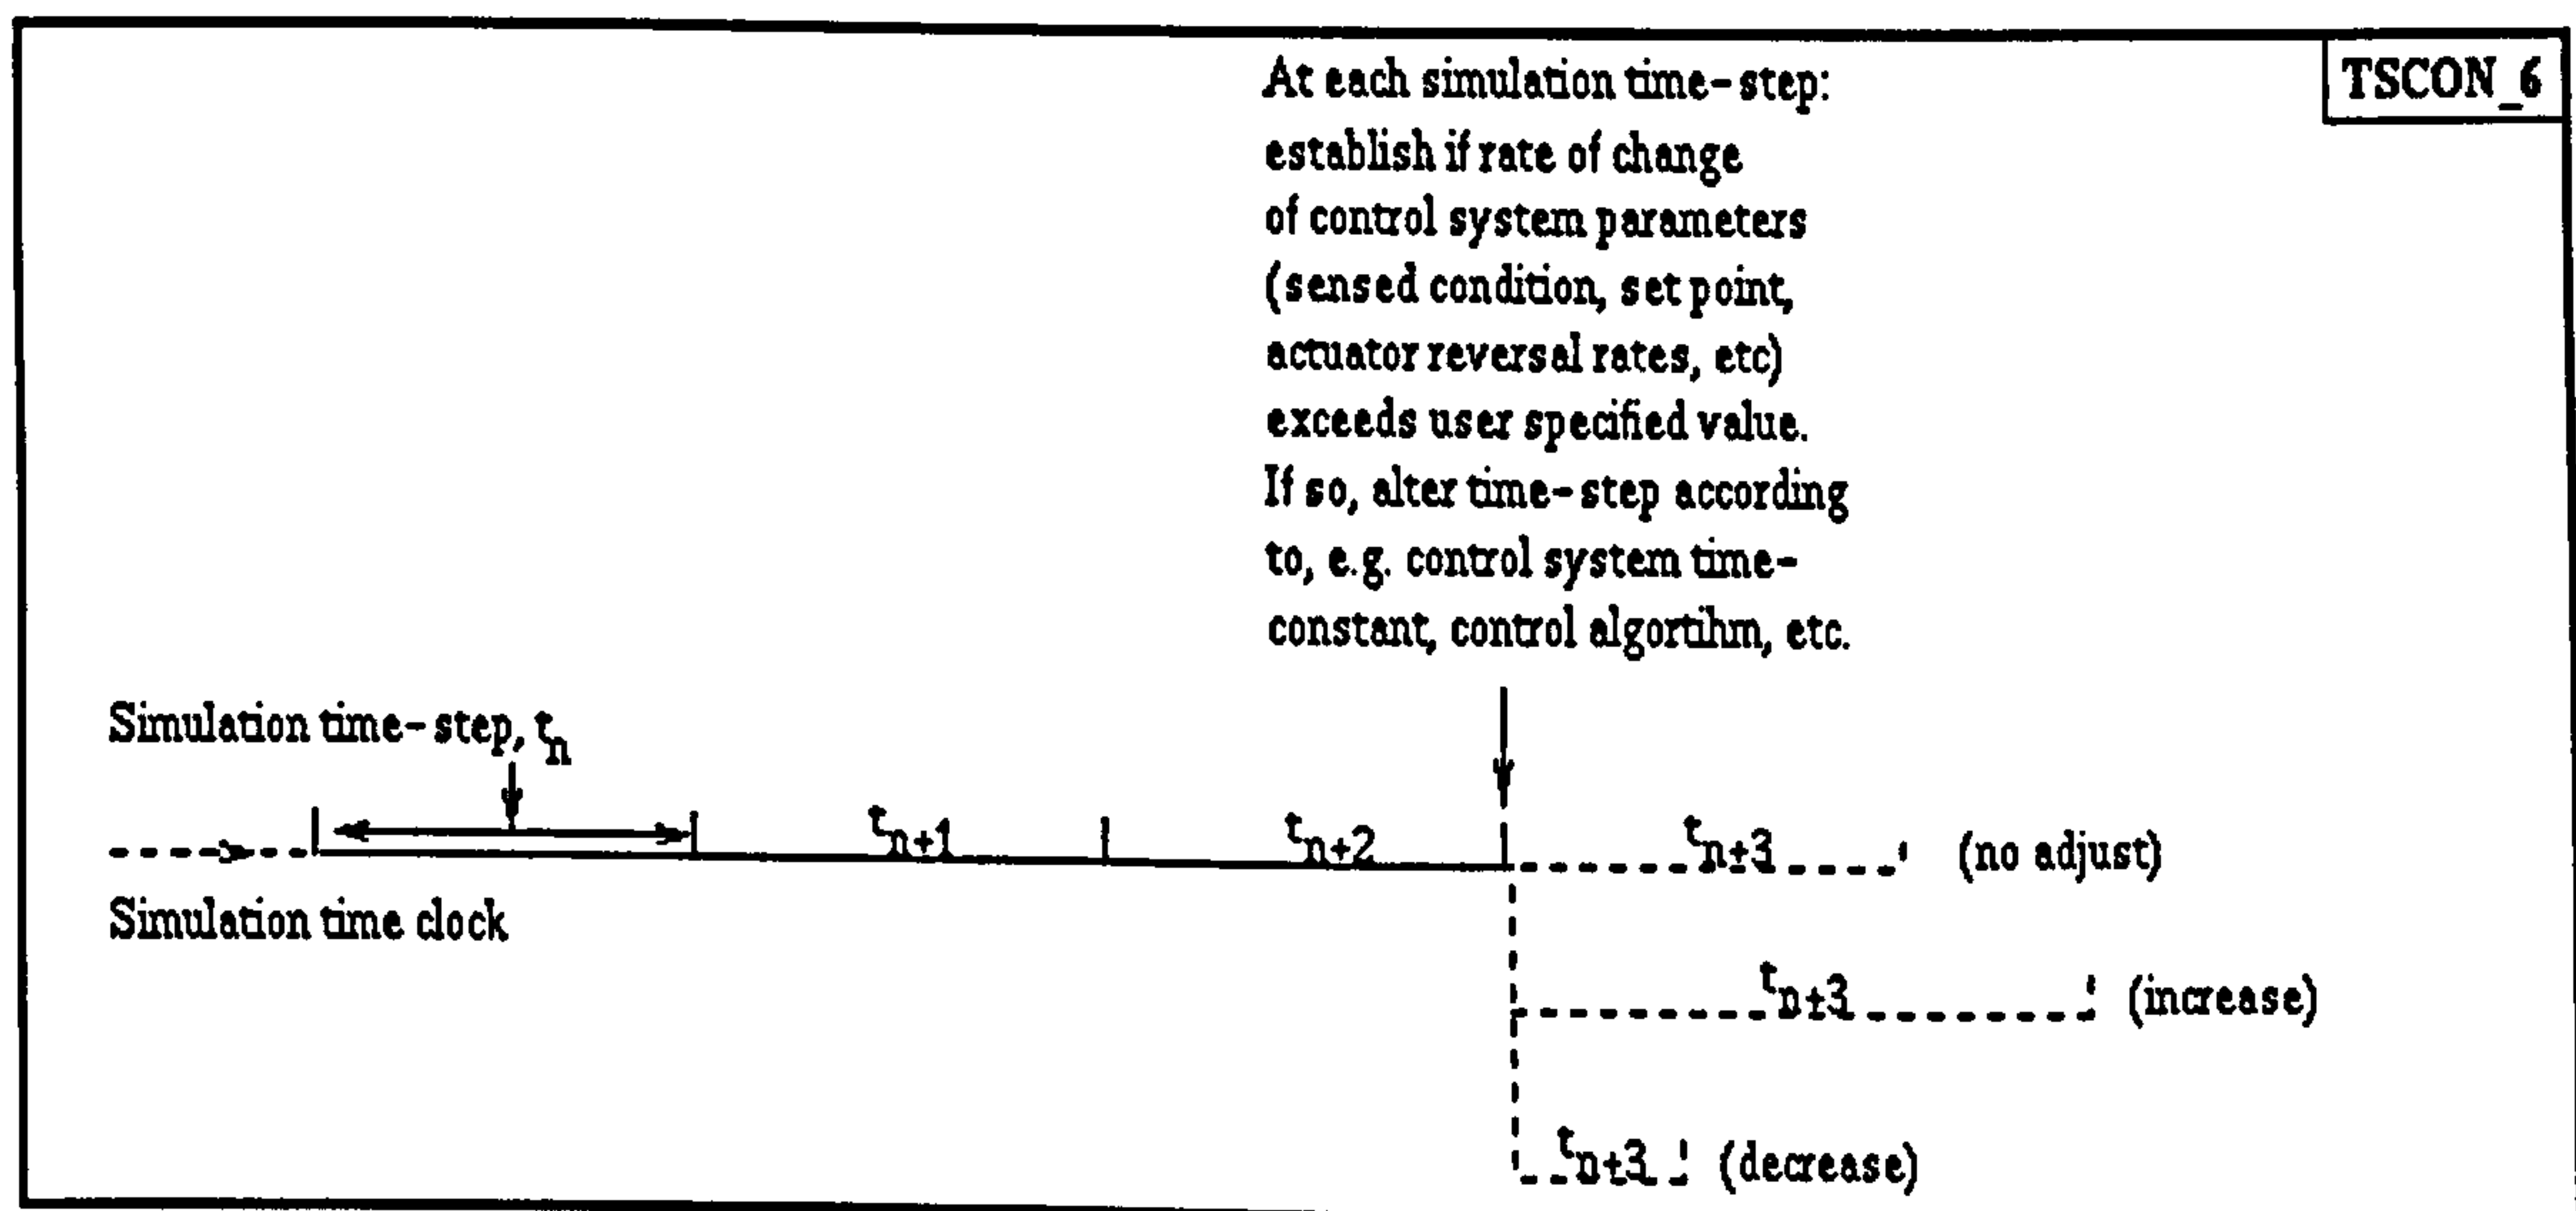 TSCON_6
At each simulation time-step:
establish if rate of change
of control system parameters
(sensed condition, set point,
actuator reversal rates, etc)
exceeds user specified value.
If so, alter time-step according
to, e.g. control system time-
constant, control algortihm, etc.
Simulation time-step, tn
tn+1
tn+2
tn+3 (no adjust)
Simulation time clock
tn+3 (increase)
tn+3 (decrease)